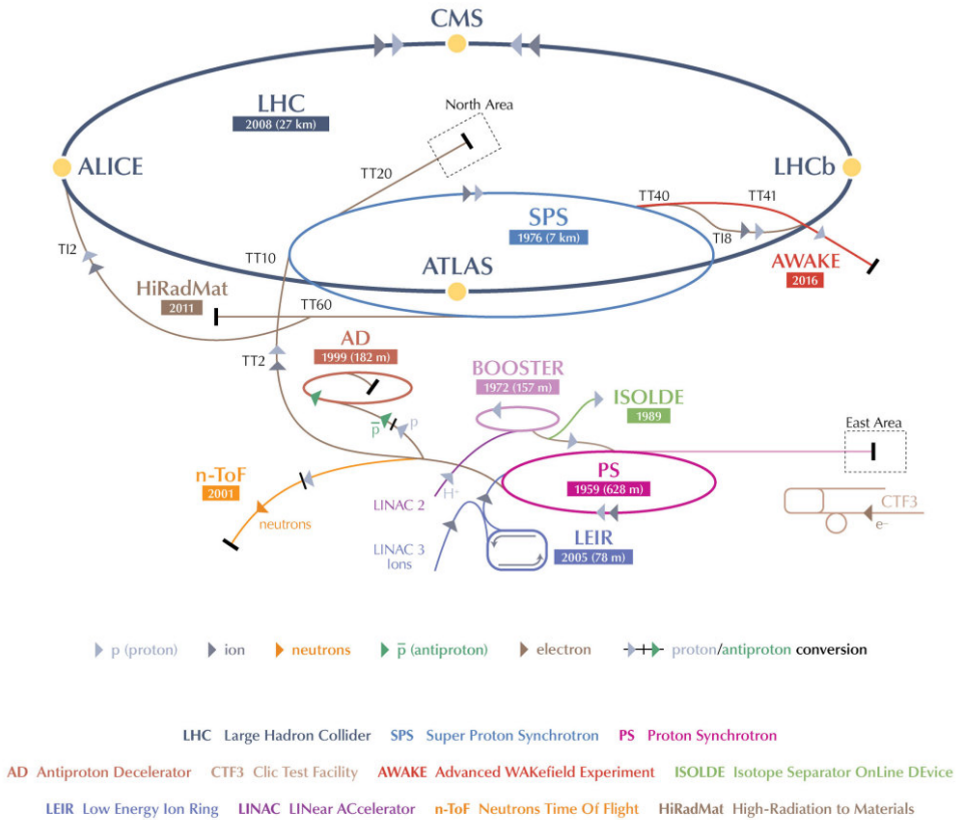 CMS
LHC
2008 (27 km)
North Area
ALICE
LHCb
TT20
TT40
TT41
SPS
1976 (7 km)
TI2
TI8
TT10
ATLAS
AWAKE
2016
HiRadMat
2011
TT60
AD
1999 (182 m)
TT2
BOOSTER
1972 (157 m)
ISOLDE
1989
p
p̅
East Area
n-ToF
2001
PS
1959 (628 m)
LINAC 2
H⁺
neutrons
CTF3
e⁻
LEIR
2005 (78 m)
LINAC 3
Ions
p (proton) ion neutrons p̅ (antiproton) electron proton/antiproton conversion
LHC Large Hadron Collider SPS Super Proton Synchrotron PS Proton Synchrotron
AD Antiproton Decelerator CTF3 Clic Test Facility AWAKE Advanced WAKefield Experiment ISOLDE Isotope Separator OnLine DEvice
LEIR Low Energy Ion Ring LINAC LINear ACcelerator n-ToF Neutrons Time Of Flight HiRadMat High-Radiation to Materials